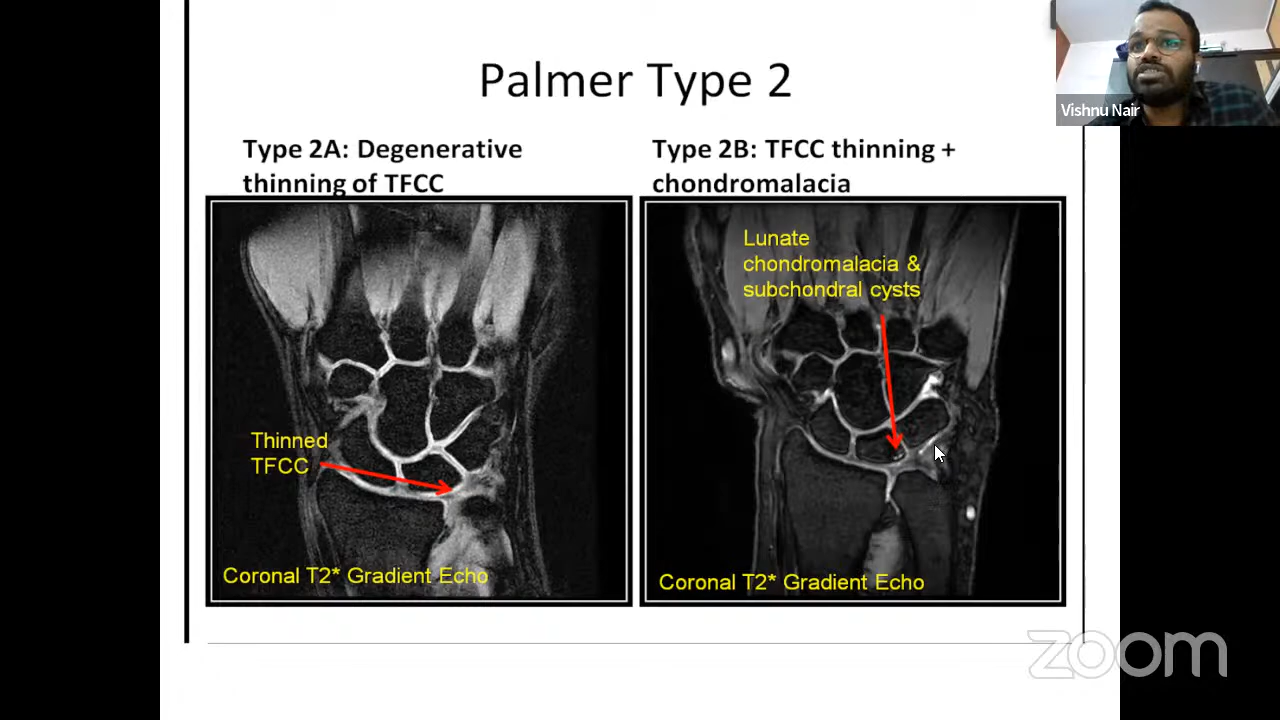 Palmer Type 2
Vishnu Nair
Type 2A: Degenerative
thinning of TFCC
Type 2B: TFCC thinning +
chondromalacia
Thinned
TFCC
Coronal T2* Gradient Echo
Lunate
chondromalacia &
subchondral cysts
Coronal T2* Gradient Echo
zoom